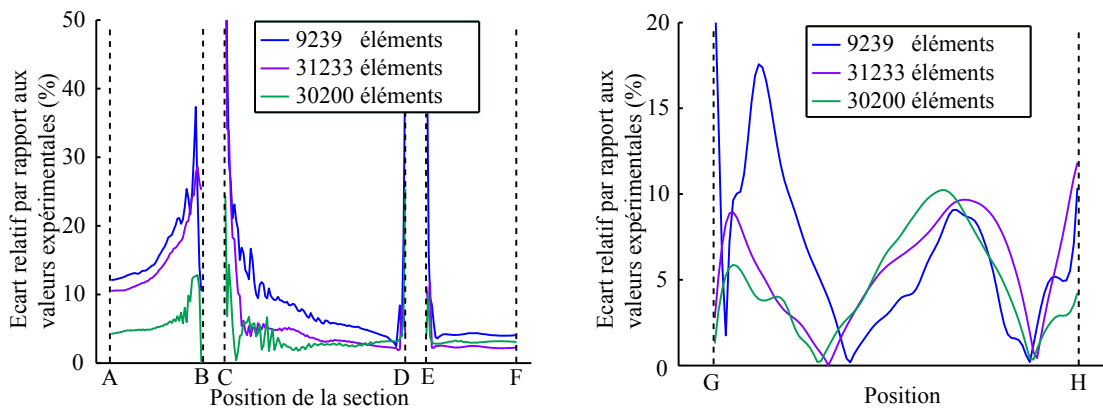 Ecart relatif par rapport aux
valeurs expérimentales (%)
50
40
30
20
10
0
9239 éléments
31233 éléments
30200 éléments
A
B
C
D
E
F
Position de la section
Ecart relatif par rapport aux
valeurs expérimentales (%)
20
15
10
5
0
9239 éléments
31233 éléments
30200 éléments
G
H
Position